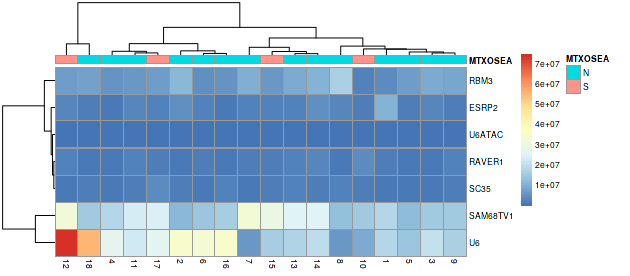 MTXOSEA
RBM3
ESRP2
U6ATAC
RAVER1
SC35
SAM68TV1
U6
12 18 4 11 17 2 6 16 7 15 13 14 8 10 1 5 3 9
7e+07
6e+07
5e+07
4e+07
3e+07
2e+07
1e+07
MTXOSEA
N
S